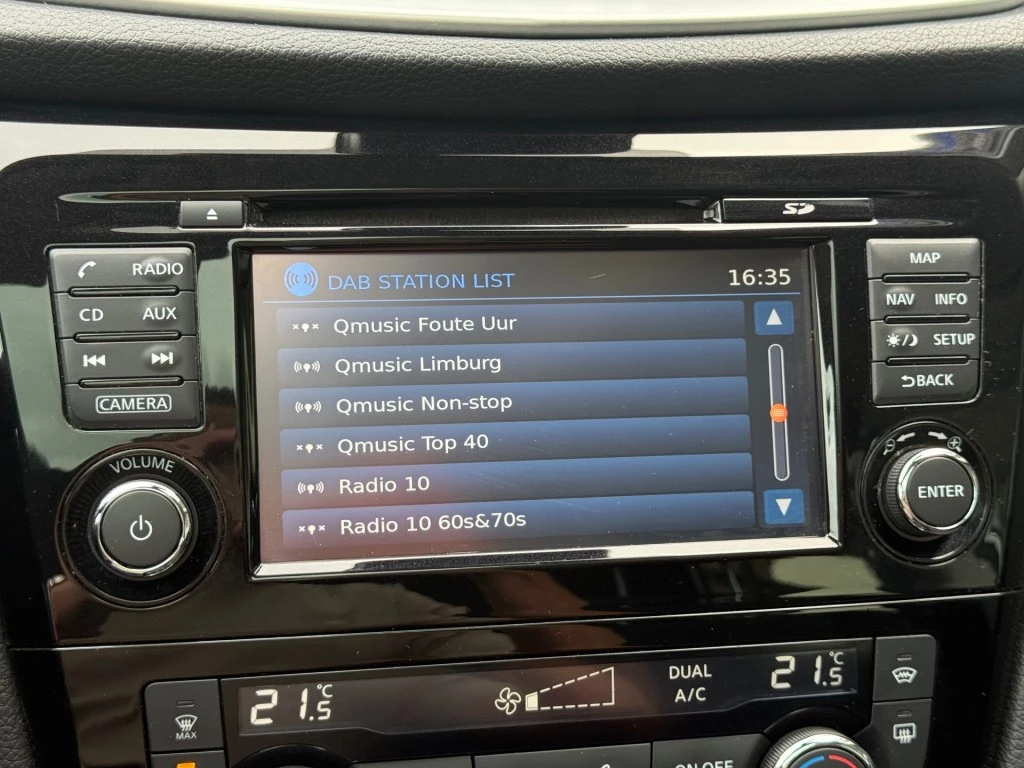 SD
RADIO
CD AUX
CAMERA
VOLUME
DAB STATION LIST 16:35
Qmusic Foute Uur
Qmusic Limburg
Qmusic Non-stop
Qmusic Top 40
Radio 10
Radio 10 60s&70s
MAP
NAV INFO
SETUP
BACK
ENTER
21.5°C
DUAL
A/C
21.5°C
MAX
ON·OFF